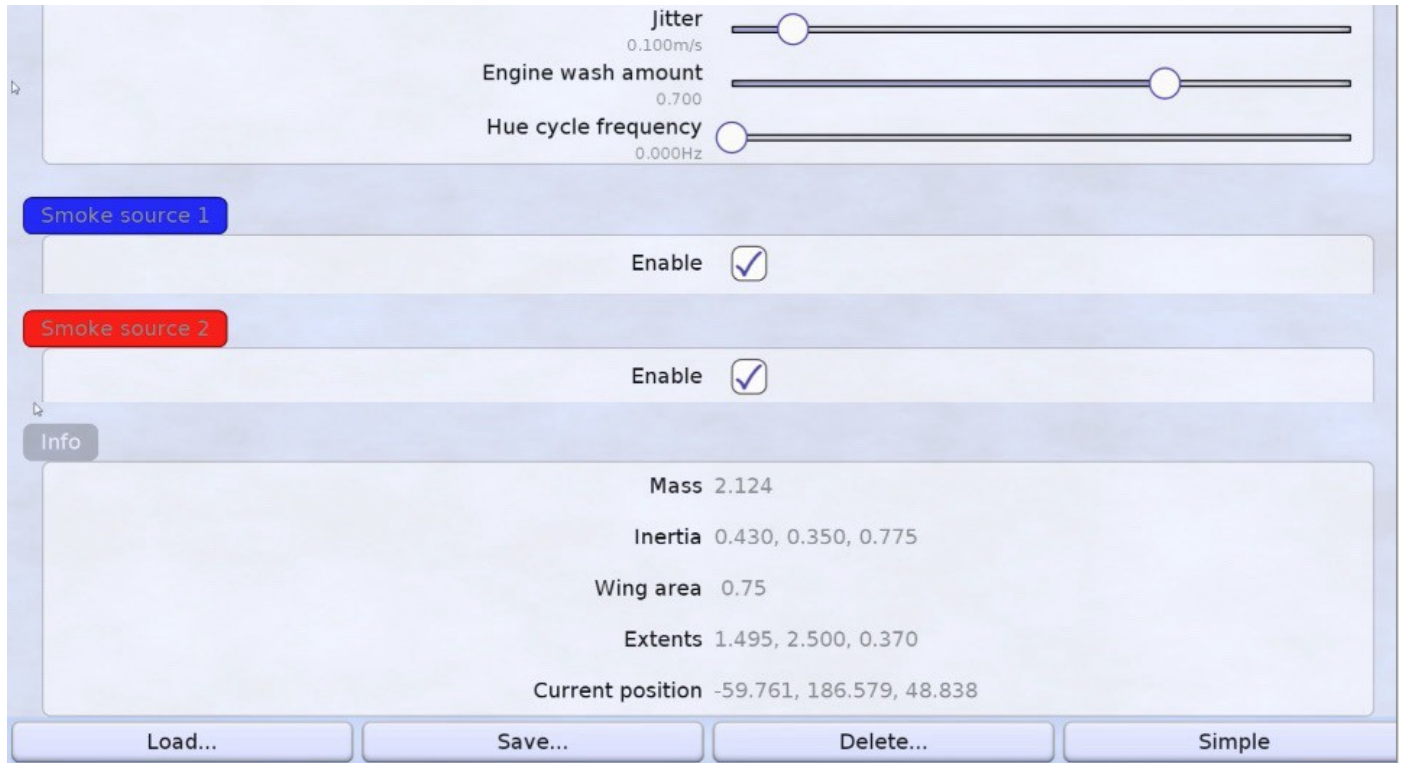 Jitter
0.100m/s
Engine wash amount
0.700
Hue cycle frequency
0.000Hz
Smoke source 1
Enable
Smoke source 2
Enable
Info
Mass 2.124
Inertia 0.430, 0.350, 0.775
Wing area 0.75
Extents 1.495, 2.500, 0.370
Current position -59.761, 186.579, 48.838
Load... Save... Delete... Simple